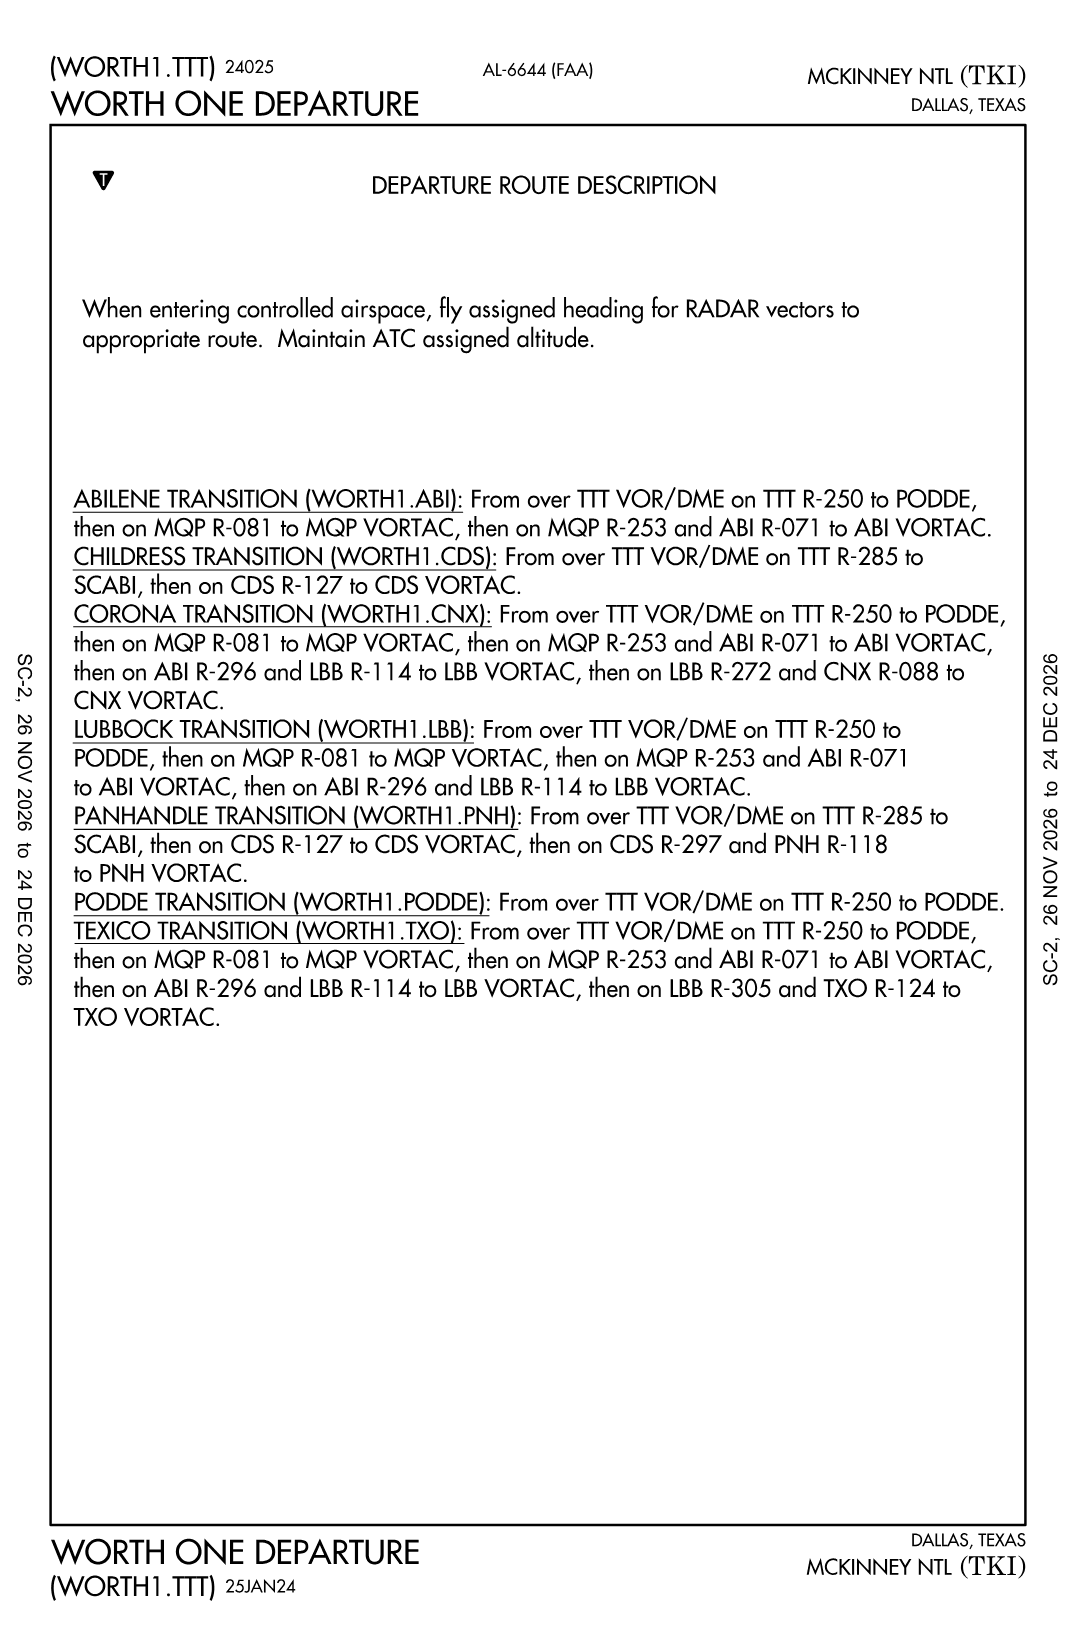 (WORTH1.TTT) 24025
AL-6644 (FAA)
MCKINNEY NTL (TKI)
WORTH ONE DEPARTURE
DALLAS, TEXAS
T
DEPARTURE ROUTE DESCRIPTION
When entering controlled airspace, fly assigned heading for RADAR vectors to
appropriate route. Maintain ATC assigned altitude.
ABILENE TRANSITION (WORTH1.ABI): From over TTT VOR/DME on TTT R-250 to PODDE,
then on MQP R-081 to MQP VORTAC, then on MQP R-253 and ABI R-071 to ABI VORTAC.
CHILDRESS TRANSITION (WORTH1.CDS): From over TTT VOR/DME on TTT R-285 to
SCABI, then on CDS R-127 to CDS VORTAC.
CORONA TRANSITION (WORTH1.CNX): From over TTT VOR/DME on TTT R-250 to PODDE,
then on MQP R-081 to MQP VORTAC, then on MQP R-253 and ABI R-071 to ABI VORTAC,
then on ABI R-296 and LBB R-114 to LBB VORTAC, then on LBB R-272 and CNX R-088 to
CNX VORTAC.
LUBBOCK TRANSITION (WORTH1.LBB): From over TTT VOR/DME on TTT R-250 to
PODDE, then on MQP R-081 to MQP VORTAC, then on MQP R-253 and ABI R-071
to ABI VORTAC, then on ABI R-296 and LBB R-114 to LBB VORTAC.
PANHANDLE TRANSITION (WORTH1.PNH): From over TTT VOR/DME on TTT R-285 to
SCABI, then on CDS R-127 to CDS VORTAC, then on CDS R-297 and PNH R-118
to PNH VORTAC.
PODDE TRANSITION (WORTH1.PODDE): From over TTT VOR/DME on TTT R-250 to PODDE.
TEXICO TRANSITION (WORTH1.TXO): From over TTT VOR/DME on TTT R-250 to PODDE,
then on MQP R-081 to MQP VORTAC, then on MQP R-253 and ABI R-071 to ABI VORTAC,
then on ABI R-296 and LBB R-114 to LBB VORTAC, then on LBB R-305 and TXO R-124 to
TXO VORTAC.
SC-2, 26 NOV 2026 to 24 DEC 2026
SC-2, 26 NOV 2026 to 24 DEC 2026
WORTH ONE DEPARTURE
DALLAS, TEXAS
(WORTH1.TTT) 25JAN24
MCKINNEY NTL (TKI)